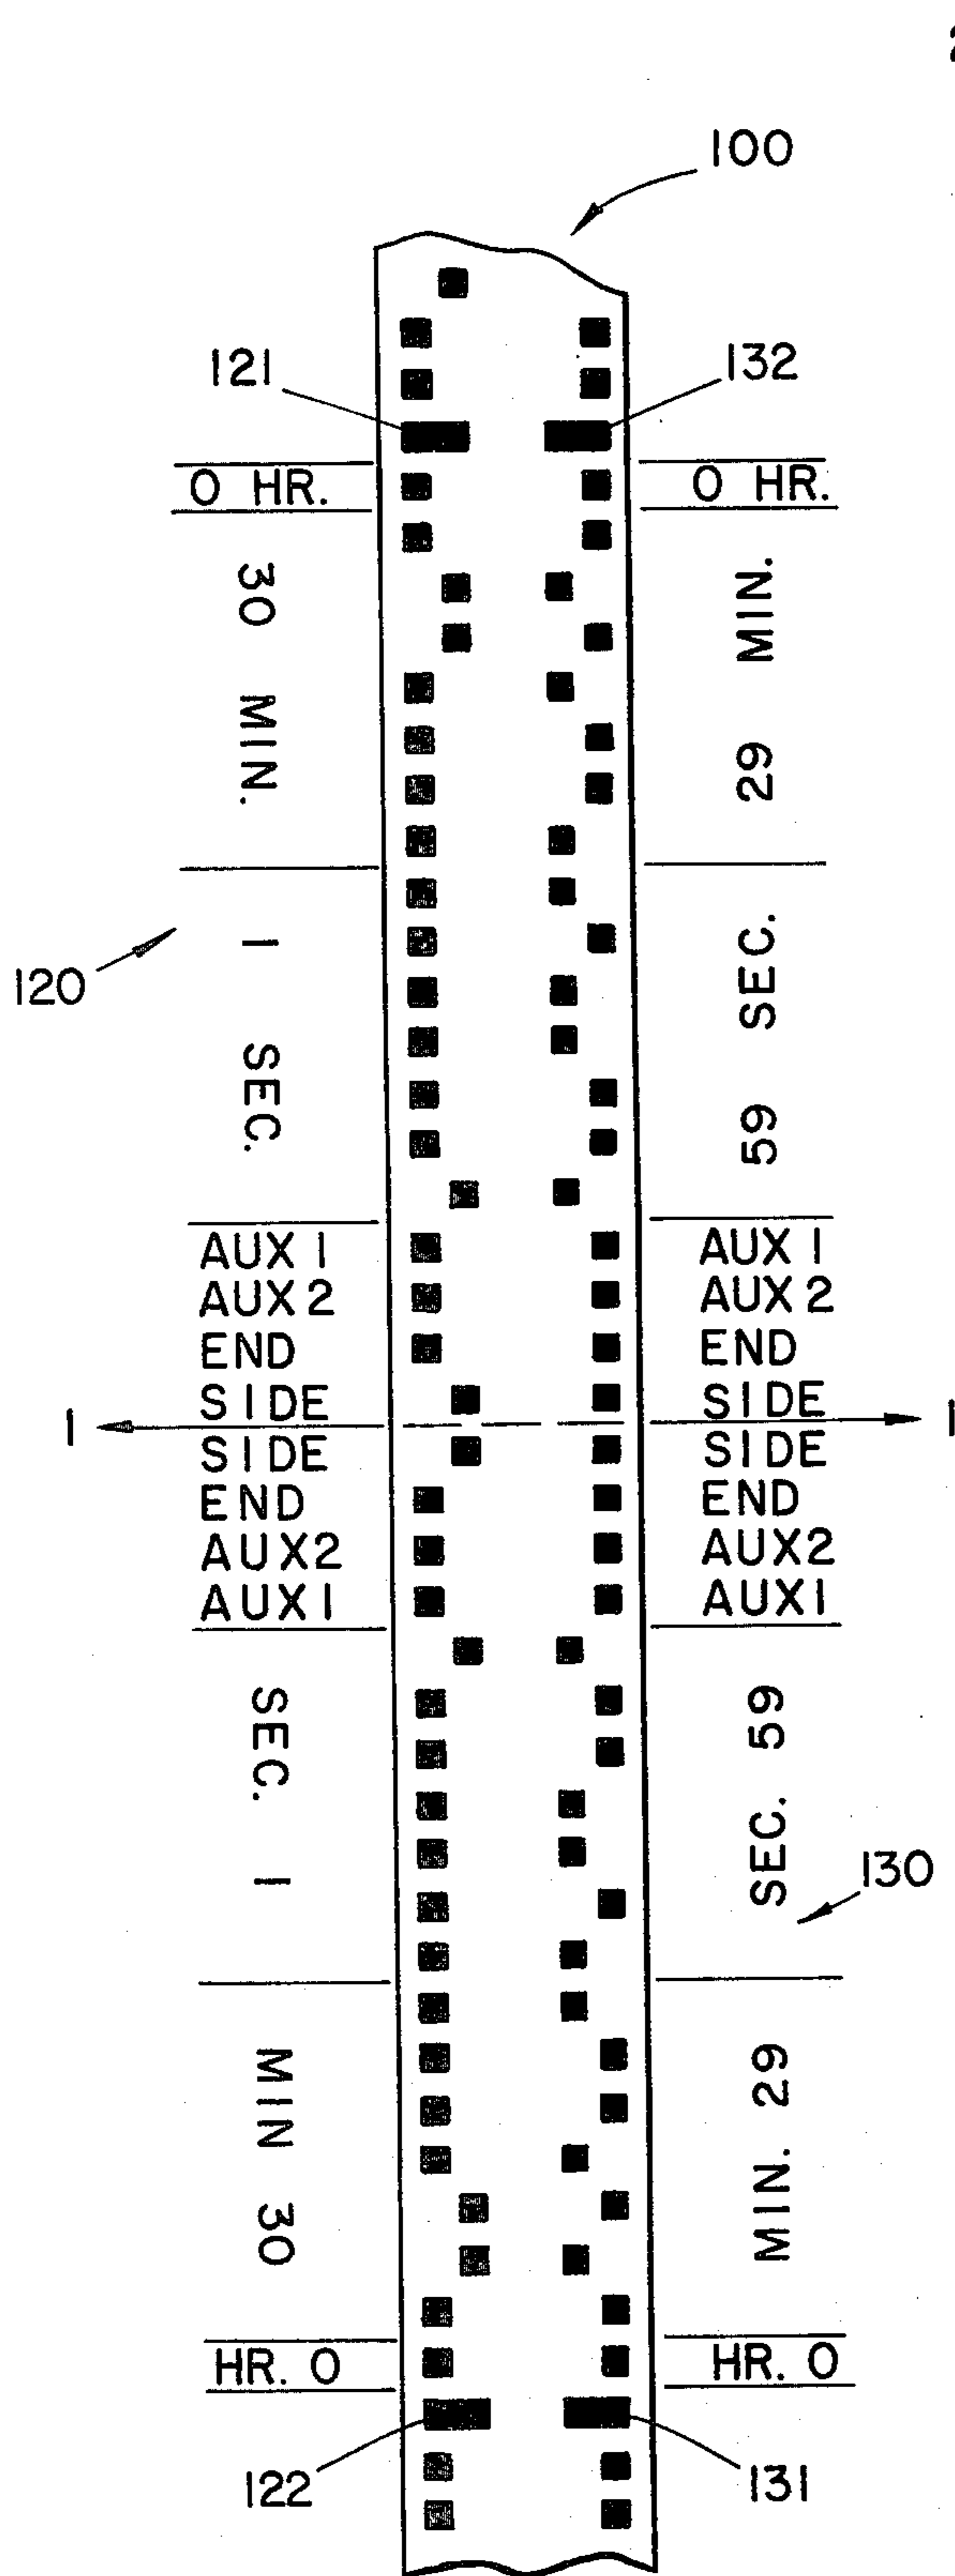 100
121
132
0 HR.
0 HR.
30 MIN.
29 MIN.
120
1 SEC.
59 SEC.
AUX 1
AUX 1
AUX 2
AUX 2
END
END
SIDE
SIDE
1
1
SIDE
SIDE
END
END
AUX2
AUX2
AUX1
AUX1
SEC. 1
SEC. 59
130
MIN 30
MIN. 29
HR. 0
HR. 0
122
131